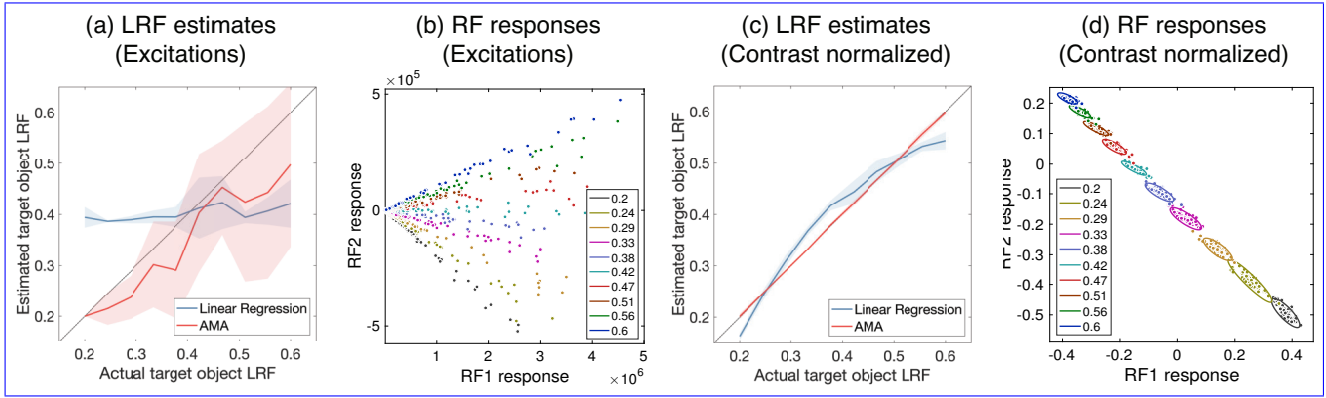 (a) LRF estimates
(Excitations)
0.6
0.5
0.4
0.3
0.2
Estimated target object LRF
0.2 0.3 0.4 0.5 0.6
Actual target object LRF
Linear Regression
AMA
(b) RF responses
(Excitations)
×10⁵
5
0
-5
RF2 response
1 2 3 4 5
×10⁶
RF1 response
0.2
0.24
0.29
0.33
0.38
0.42
0.47
0.51
0.56
0.6
(c) LRF estimates
(Contrast normalized)
0.6
0.5
0.4
0.3
0.2
Estimated target object LRF
0.2 0.3 0.4 0.5 0.6
Actual target object LRF
Linear Regression
AMA
(d) RF responses
(Contrast normalized)
0.2
0.1
0
-0.1
-0.2
-0.3
-0.4
-0.5
RF2 response
-0.4 -0.2 0 0.2 0.4
RF1 response
0.2
0.24
0.29
0.33
0.38
0.42
0.47
0.51
0.56
0.6